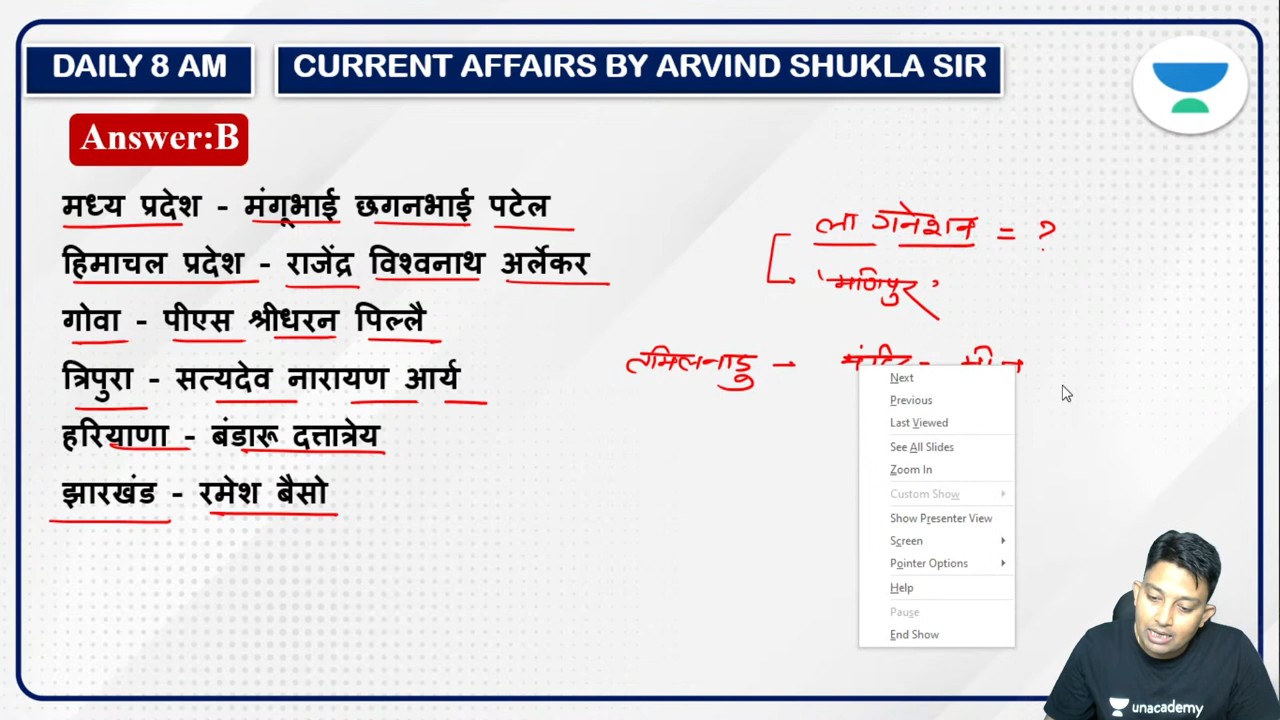 DAILY 8 AM
CURRENT AFFAIRS BY ARVIND SHUKLA SIR
Answer:B
मध्य प्रदेश - मंगूभाई छगनभाई पटेल
हिमाचल प्रदेश - राजेंद्र विश्वनाथ अर्लेकर
गोवा - पीएस श्रीधरन पिल्लै
त्रिपुरा - सत्यदेव नारायण आर्य
हरियाणा - बंडारू दत्तात्रेय
झारखंड - रमेश बैसो
ला गनेशन = ?
'मणिपुर'
तमिलनाडु →
Next
Previous
Last Viewed
See All Slides
Zoom In
Custom Show
Show Presenter View
Screen
Pointer Options
Help
Pause
End Show
unacademy